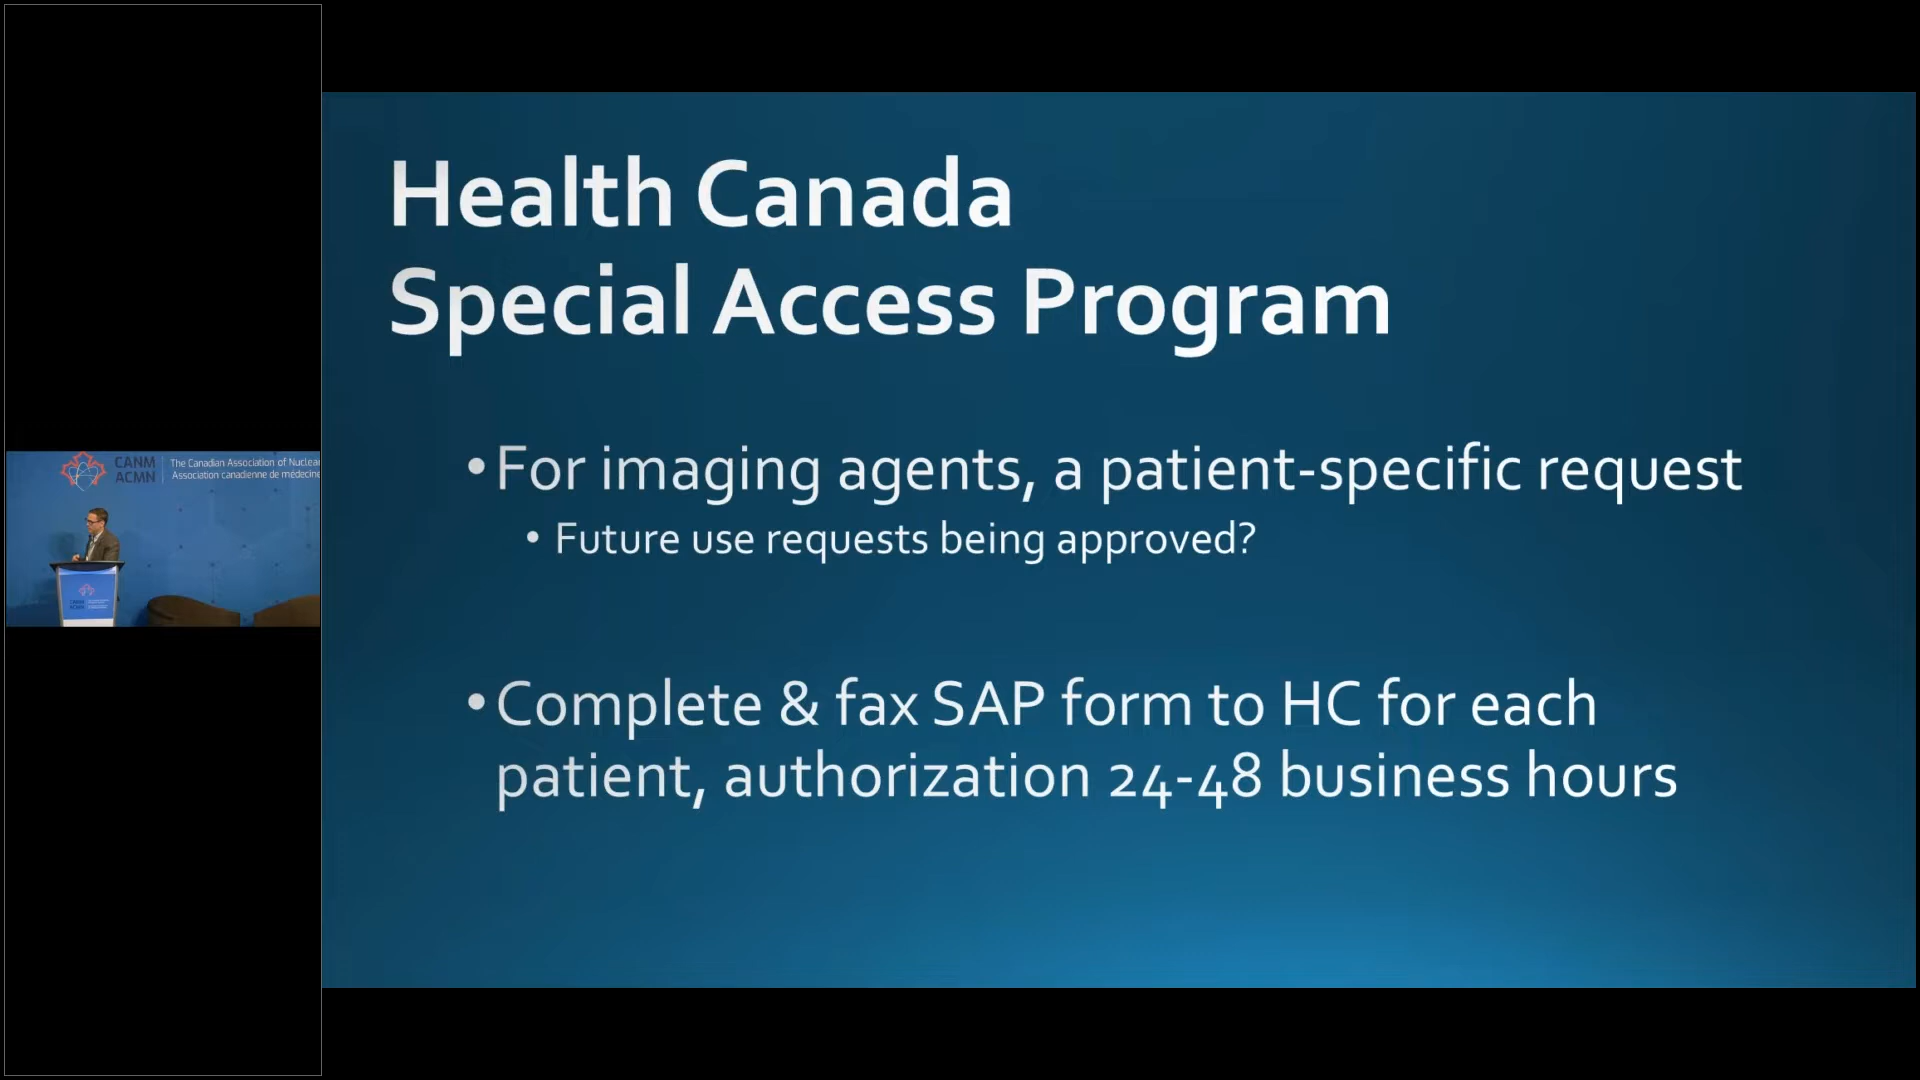 CANM
ACMN
The Canadian Association of Nuclear
Association canadienne de médecine
CANM
ACMN
Health Canada
Special Access Program
•For imaging agents, a patient-specific request
• Future use requests being approved?
•Complete & fax SAP form to HC for each
patient, authorization 24-48 business hours